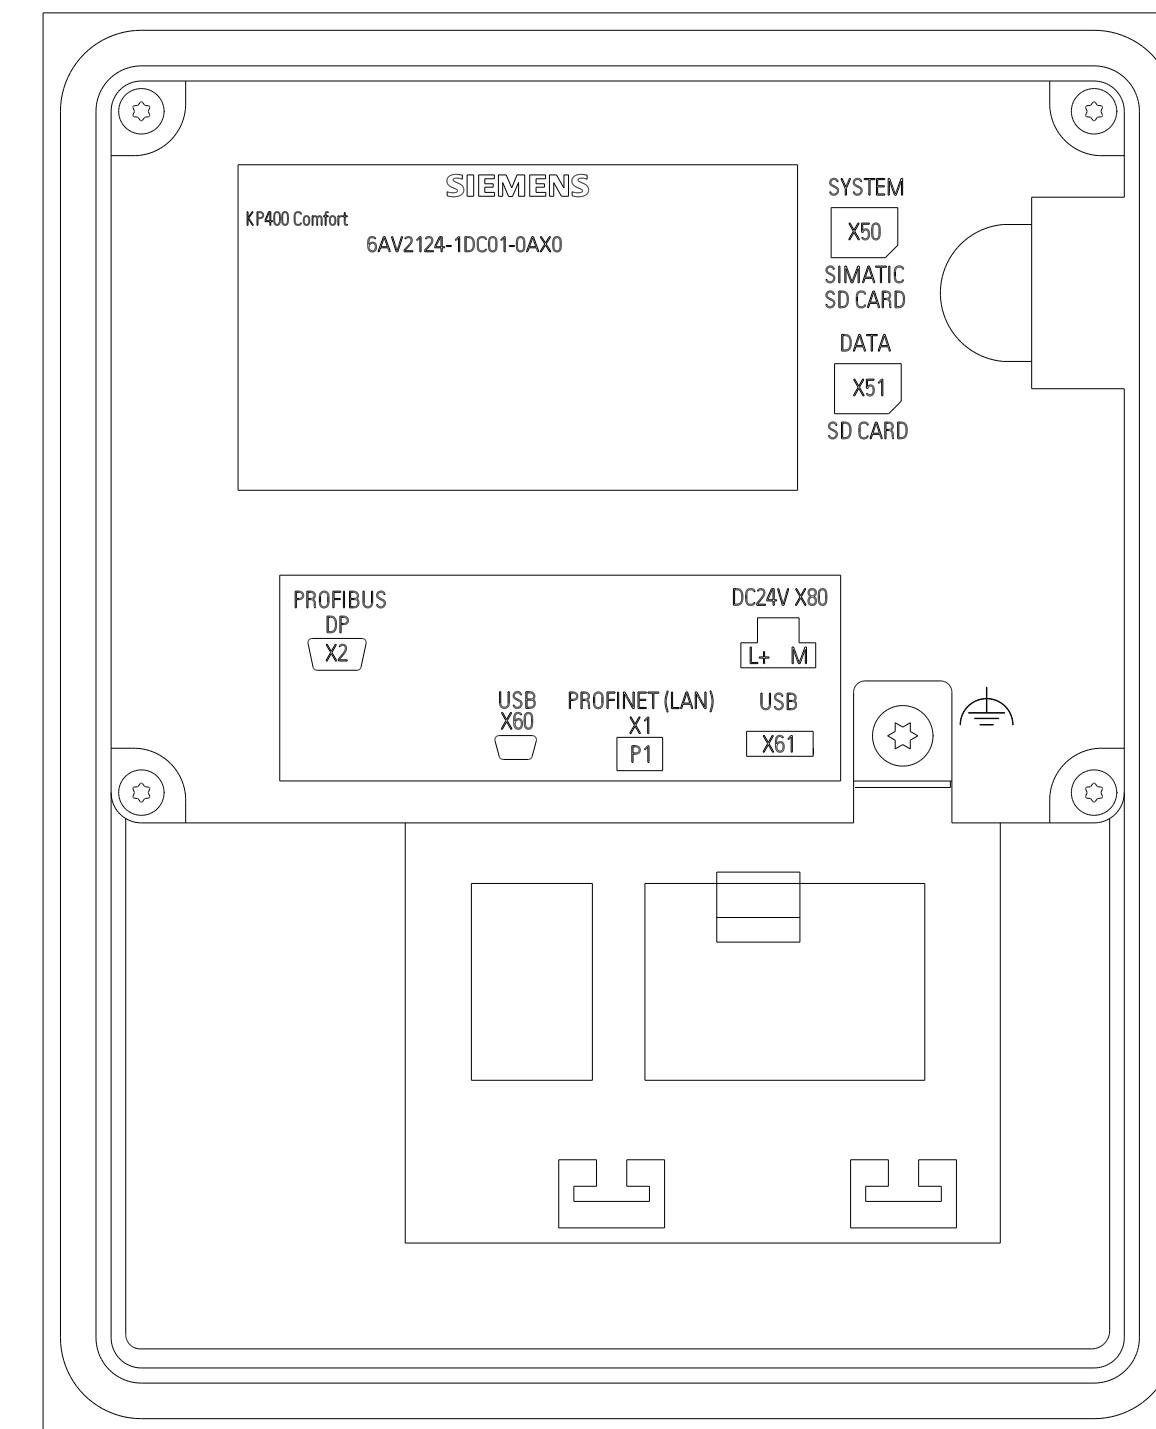 SIEMENS
KP400 Comfort
6AV2124-1DC01-0AX0
SYSTEM
X50
SIMATIC
SD CARD
DATA
X51
SD CARD
PROFIBUS
DP
X2
DC24V X80
L+ M
USB
X60
PROFINET (LAN)
X1
P1
USB
X61